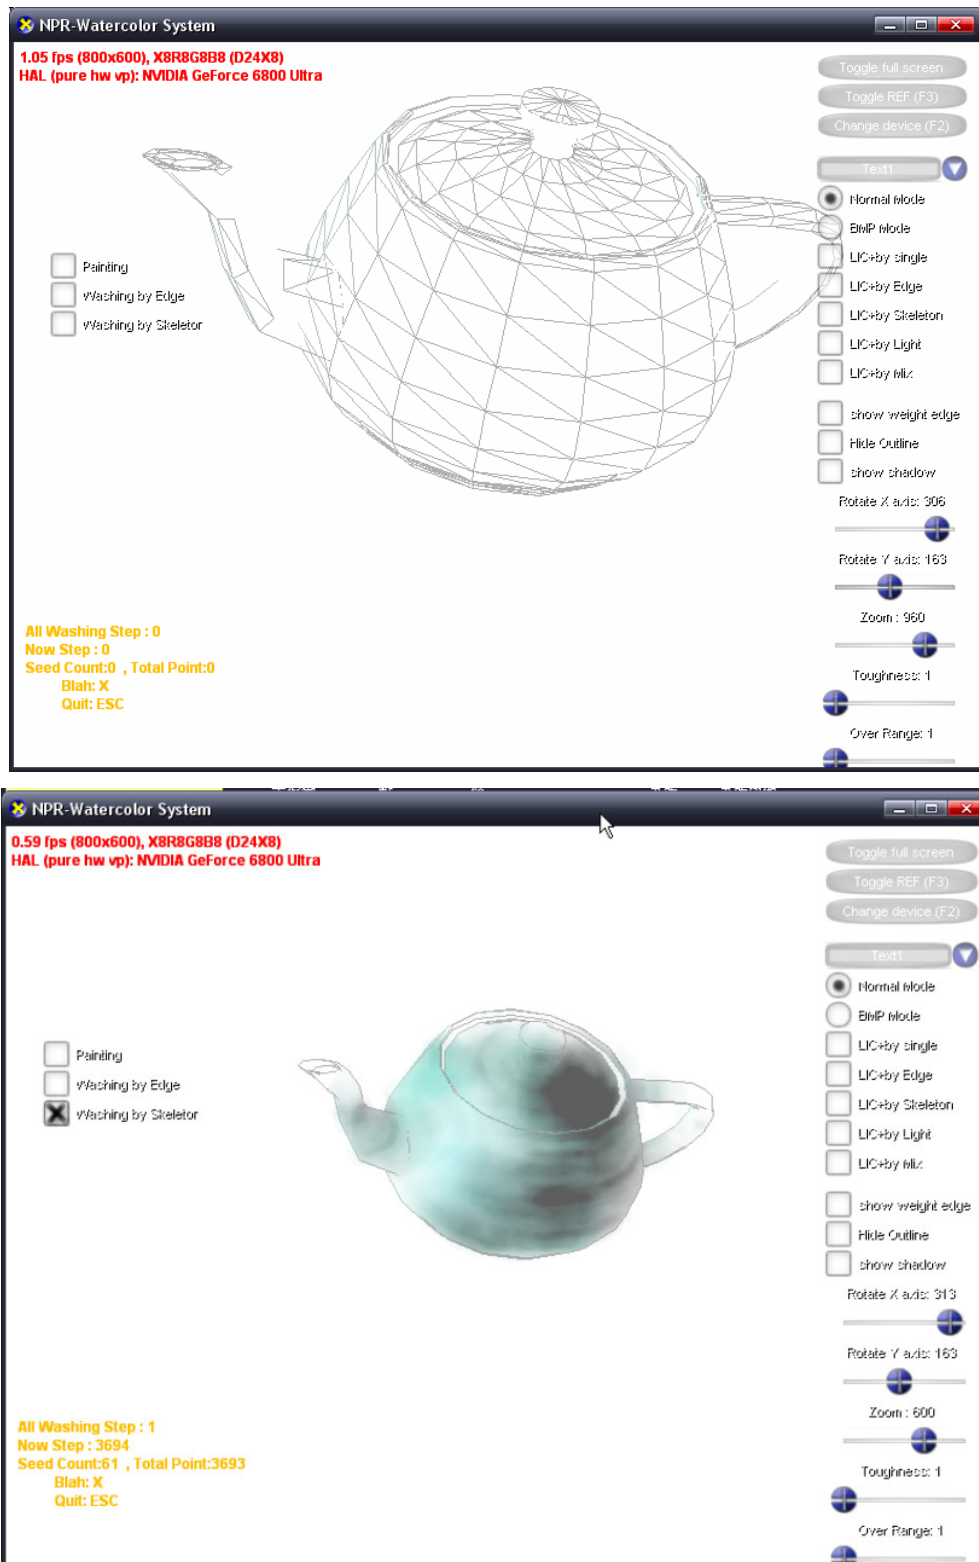 NPR-Watercolor System
1.05 fps (800x600), X8R8G8B8 (D24X8)
HAL (pure hw vp): NVIDIA GeForce 6800 Ultra
Toggle full screen
Toggle REF (F3)
Change device (F2)
Text1
Normal Mode
BMP Mode
LIC+by single
LIC+by Edge
LIC+by Skeleton
LIC+by Light
LIC+by Mix
show weight edge
Hide Outline
show shadow
Rotate X axis: 306
Rotate Y axis: 163
Zoom : 960
Toughness: 1
Over Range: 1
Painting
Washing by Edge
Washing by Skeletor
All Washing Step : 0
Now Step : 0
Seed Count:0 , Total Point:0
Blah: X
Quit: ESC
NPR-Watercolor System
0.59 fps (800x600), X8R8G8B8 (D24X8)
HAL (pure hw vp): NVIDIA GeForce 6800 Ultra
Toggle full screen
Toggle REF (F3)
Change device (F2)
Text1
Normal Mode
BMP Mode
LIC+by single
LIC+by Edge
LIC+by Skeleton
LIC+by Light
LIC+by Mix
show weight edge
Hide Outline
show shadow
Rotate X axis: 313
Rotate Y axis: 163
Zoom : 600
Toughness: 1
Over Range: 1
Painting
Washing by Edge
Washing by Skeletor
All Washing Step : 1
Now Step : 3694
Seed Count:61 , Total Point:3693
Blah: X
Quit: ESC